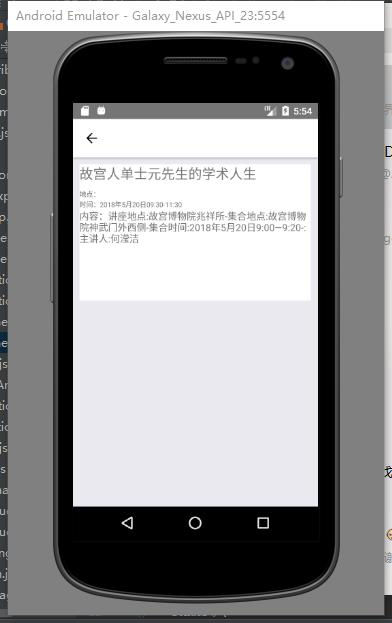 Android Emulator - Galaxy_Nexus_API_23:5554
5:54
故宫人单士元先生的学术人生
地点:
时间: 2018年5月20日09:30-11:30
内容：讲座地点:故宫博物院兆祥所-集合地点:故宫博物
院神武门外西侧-集合时间:2018年5月20日9:00—9:20-:
主讲人:何滢洁